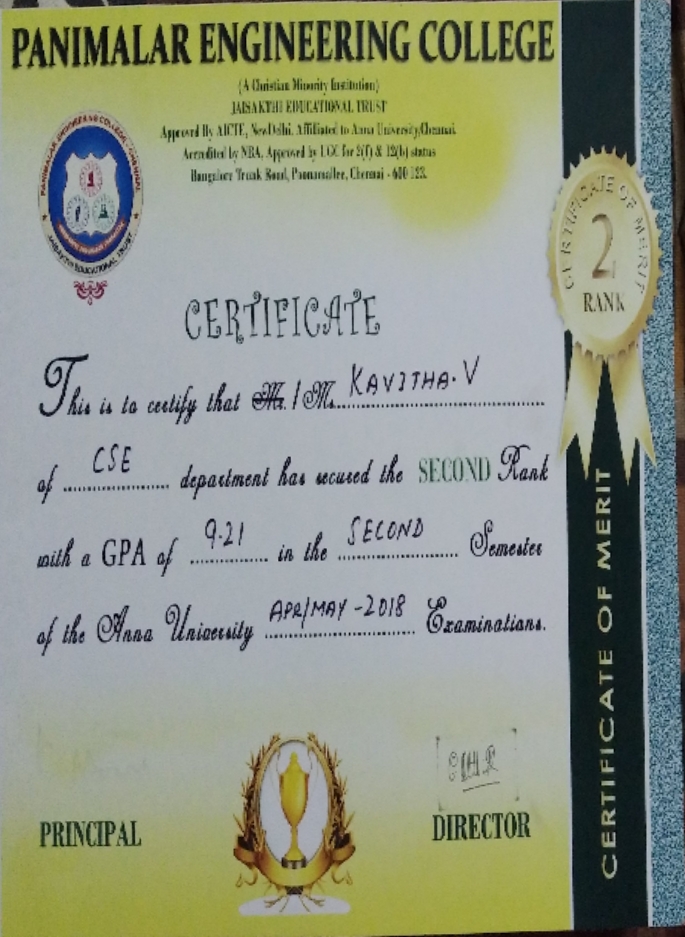 PANIMALAR ENGINEERING COLLEGE
(A Christian Minority Institution)
JAISAKTHI EDUCATIONAL TRUST
Approved By AICTE, New Delhi. Affiliated to Anna University,Chennai.
Accredited by NBA, Approved by UGC for 2(f) & 12(b) status
Bangalore Trunk Road, Poonamallee, Chennai - 600 123.
PANIMALAR ENGINEERING COLLEGE CHENNAI
JAISAKTHI EDUCATIONAL TRUST
CERTIFICATE OF MERIT
2
RANK
CERTIFICATE
This is to certify that Mr. / Ms. KAVITHA.V
of CSE department has secured the SECOND Rank
with a GPA of 9.21 in the SECOND Semester
of the Anna University APR/MAY -2018 Examinations.
PRINCIPAL
DIRECTOR
CERTIFICATE OF MERIT